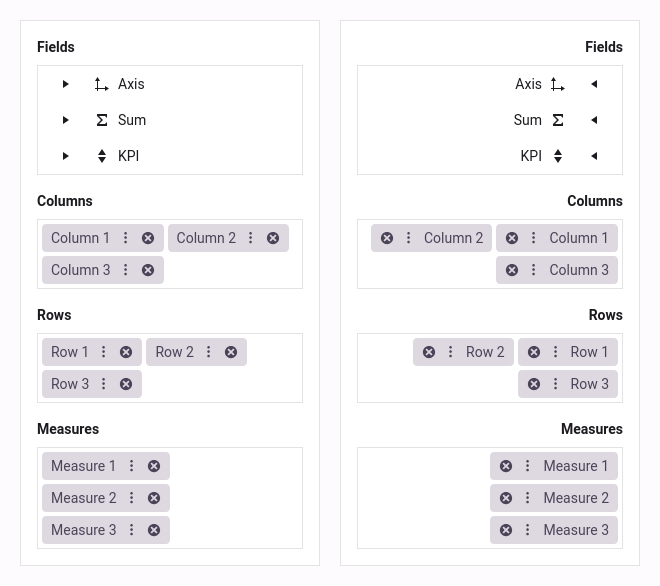 Fields
Axis
Sum
KPI
Columns
Column 1 Column 2
Column 3
Rows
Row 1 Row 2
Row 3
Measures
Measure 1
Measure 2
Measure 3
Fields
Axis
Sum
KPI
Columns
Column 2 Column 1
Column 3
Rows
Row 2 Row 1
Row 3
Measures
Measure 1
Measure 2
Measure 3